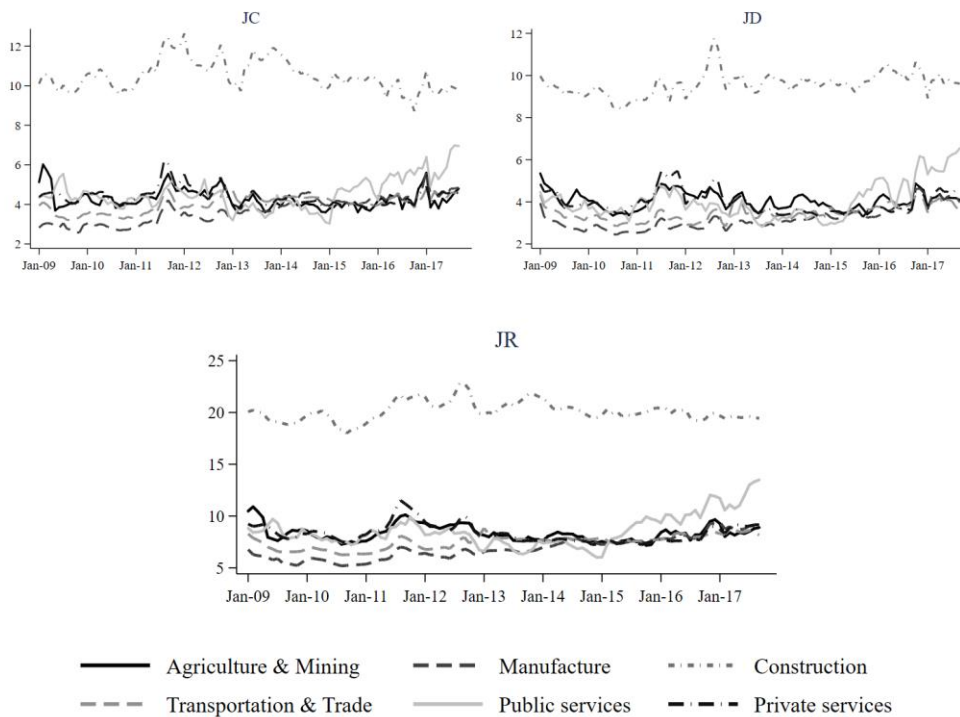 JC
12
10
8
6
4
2
Jan-09 Jan-10 Jan-11 Jan-12 Jan-13 Jan-14 Jan-15 Jan-16 Jan-17
JD
12
10
8
6
4
2
Jan-09 Jan-10 Jan-11 Jan-12 Jan-13 Jan-14 Jan-15 Jan-16 Jan-17
JR
25
20
15
10
5
Jan-09 Jan-10 Jan-11 Jan-12 Jan-13 Jan-14 Jan-15 Jan-16 Jan-17
Agriculture & Mining Manufacture Construction
Transportation & Trade Public services Private services